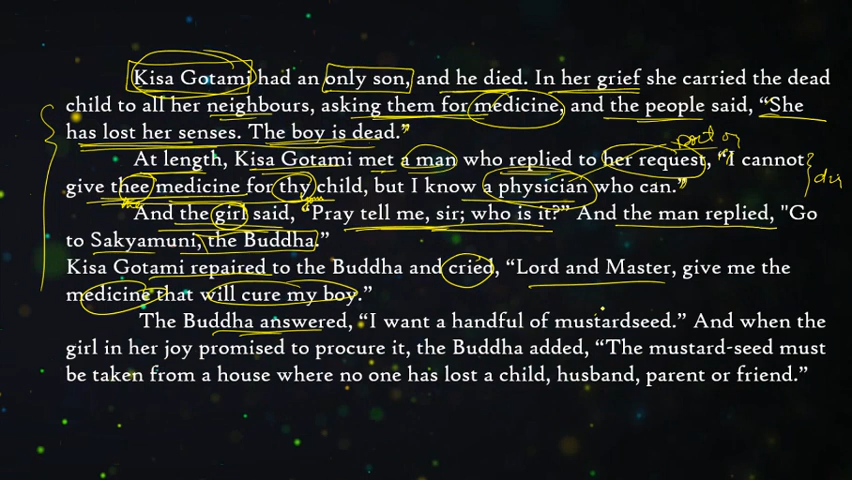 Kisa Gotami had an only son, and he died. In her grief she carried the dead
child to all her neighbours, asking them for medicine, and the people said, “She
has lost her senses. The boy is dead.”
At length, Kisa Gotami met a man who replied to her request, “I cannot
give thee medicine for thy child, but I know a physician who can.”
And the girl said, “Pray tell me, sir; who is it?” And the man replied, "Go
to Sakyamuni, the Buddha.”
Kisa Gotami repaired to the Buddha and cried, “Lord and Master, give me the
medicine that will cure my boy.”
The Buddha answered, “I want a handful of mustardseed.” And when the
girl in her joy promised to procure it, the Buddha added, “The mustard-seed must
be taken from a house where no one has lost a child, husband, parent or friend.”